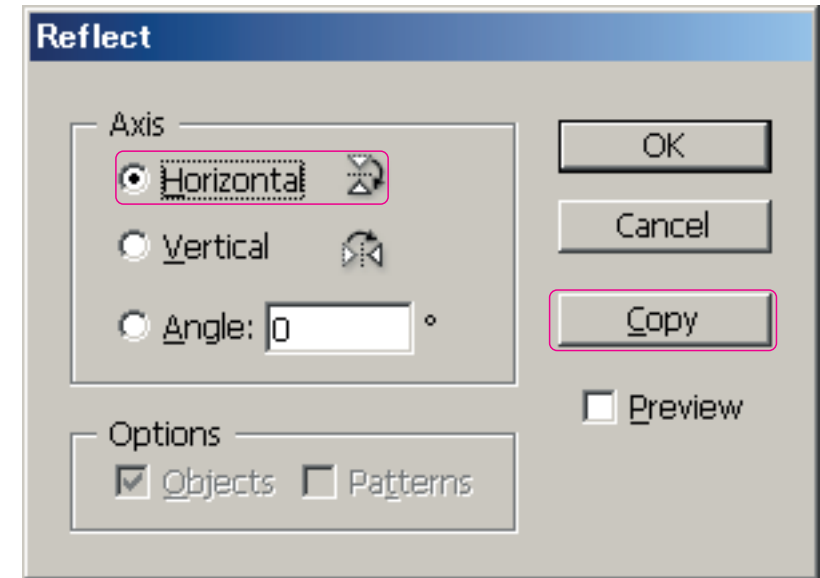 Reflect
Axis
Horizontal
Vertical
Angle: 0 °
OK
Cancel
Copy
Preview
Options
Objects
Patterns